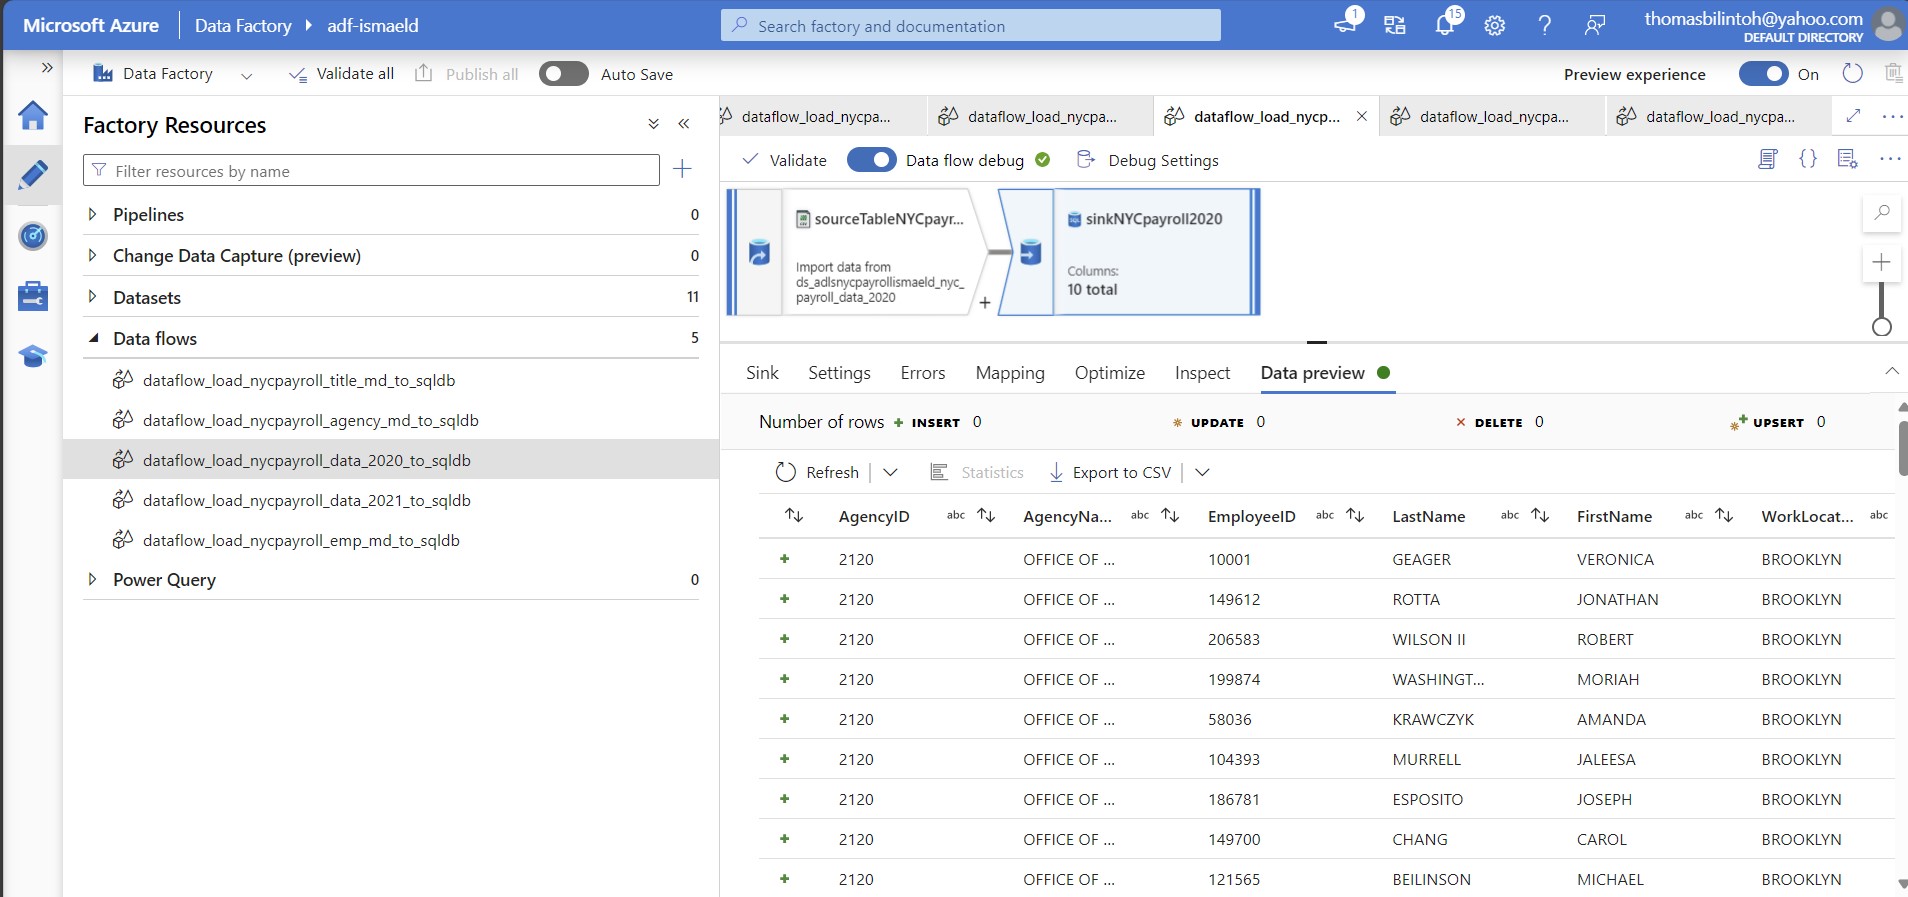 Microsoft Azure
Data Factory
adf-ismaeld
Search factory and documentation
1
15
thomasbilintoh@yahoo.com
DEFAULT DIRECTORY
Data Factory
Validate all
Publish all
Auto Save
Preview experience
On
Factory Resources
Filter resources by name
Pipelines 0
Change Data Capture (preview) 0
Datasets 11
Data flows 5
dataflow_load_nycpayroll_title_md_to_sqldb
dataflow_load_nycpayroll_agency_md_to_sqldb
dataflow_load_nycpayroll_data_2020_to_sqldb
dataflow_load_nycpayroll_data_2021_to_sqldb
dataflow_load_nycpayroll_emp_md_to_sqldb
Power Query 0
dataflow_load_nycpa... dataflow_load_nycpa... dataflow_load_nycp... dataflow_load_nycpa... dataflow_load_nycpa...
Validate
Data flow debug
Debug Settings
sourceTableNYCpayr...
Import data from
ds_adlsnycpayrollismaeld_nyc_
payroll_data_2020
sinkNYCpayroll2020
Columns:
10 total
Sink Settings Errors Mapping Optimize Inspect Data preview
Number of rows + INSERT 0 UPDATE 0 DELETE 0 UPSERT 0
Refresh Statistics Export to CSV
AgencyID abc AgencyNa... abc EmployeeID abc LastName abc FirstName abc WorkLocat... abc
2120 OFFICE OF ... 10001 GEAGER VERONICA BROOKLYN
2120 OFFICE OF ... 149612 ROTTA JONATHAN BROOKLYN
2120 OFFICE OF ... 206583 WILSON II ROBERT BROOKLYN
2120 OFFICE OF ... 199874 WASHINGT... MORIAH BROOKLYN
2120 OFFICE OF ... 58036 KRAWCZYK AMANDA BROOKLYN
2120 OFFICE OF ... 104393 MURRELL JALEESA BROOKLYN
2120 OFFICE OF ... 186781 ESPOSITO JOSEPH BROOKLYN
2120 OFFICE OF ... 149700 CHANG CAROL BROOKLYN
2120 OFFICE OF ... 121565 BEILINSON MICHAEL BROOKLYN